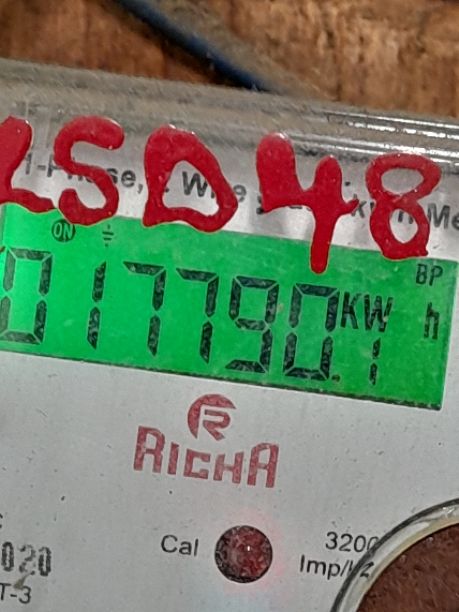 LSD48
1-Phase, 2 Wire
ON
BP
017790.1 KWh
RICHA
Cal
3200
Imp/k
020
T-3